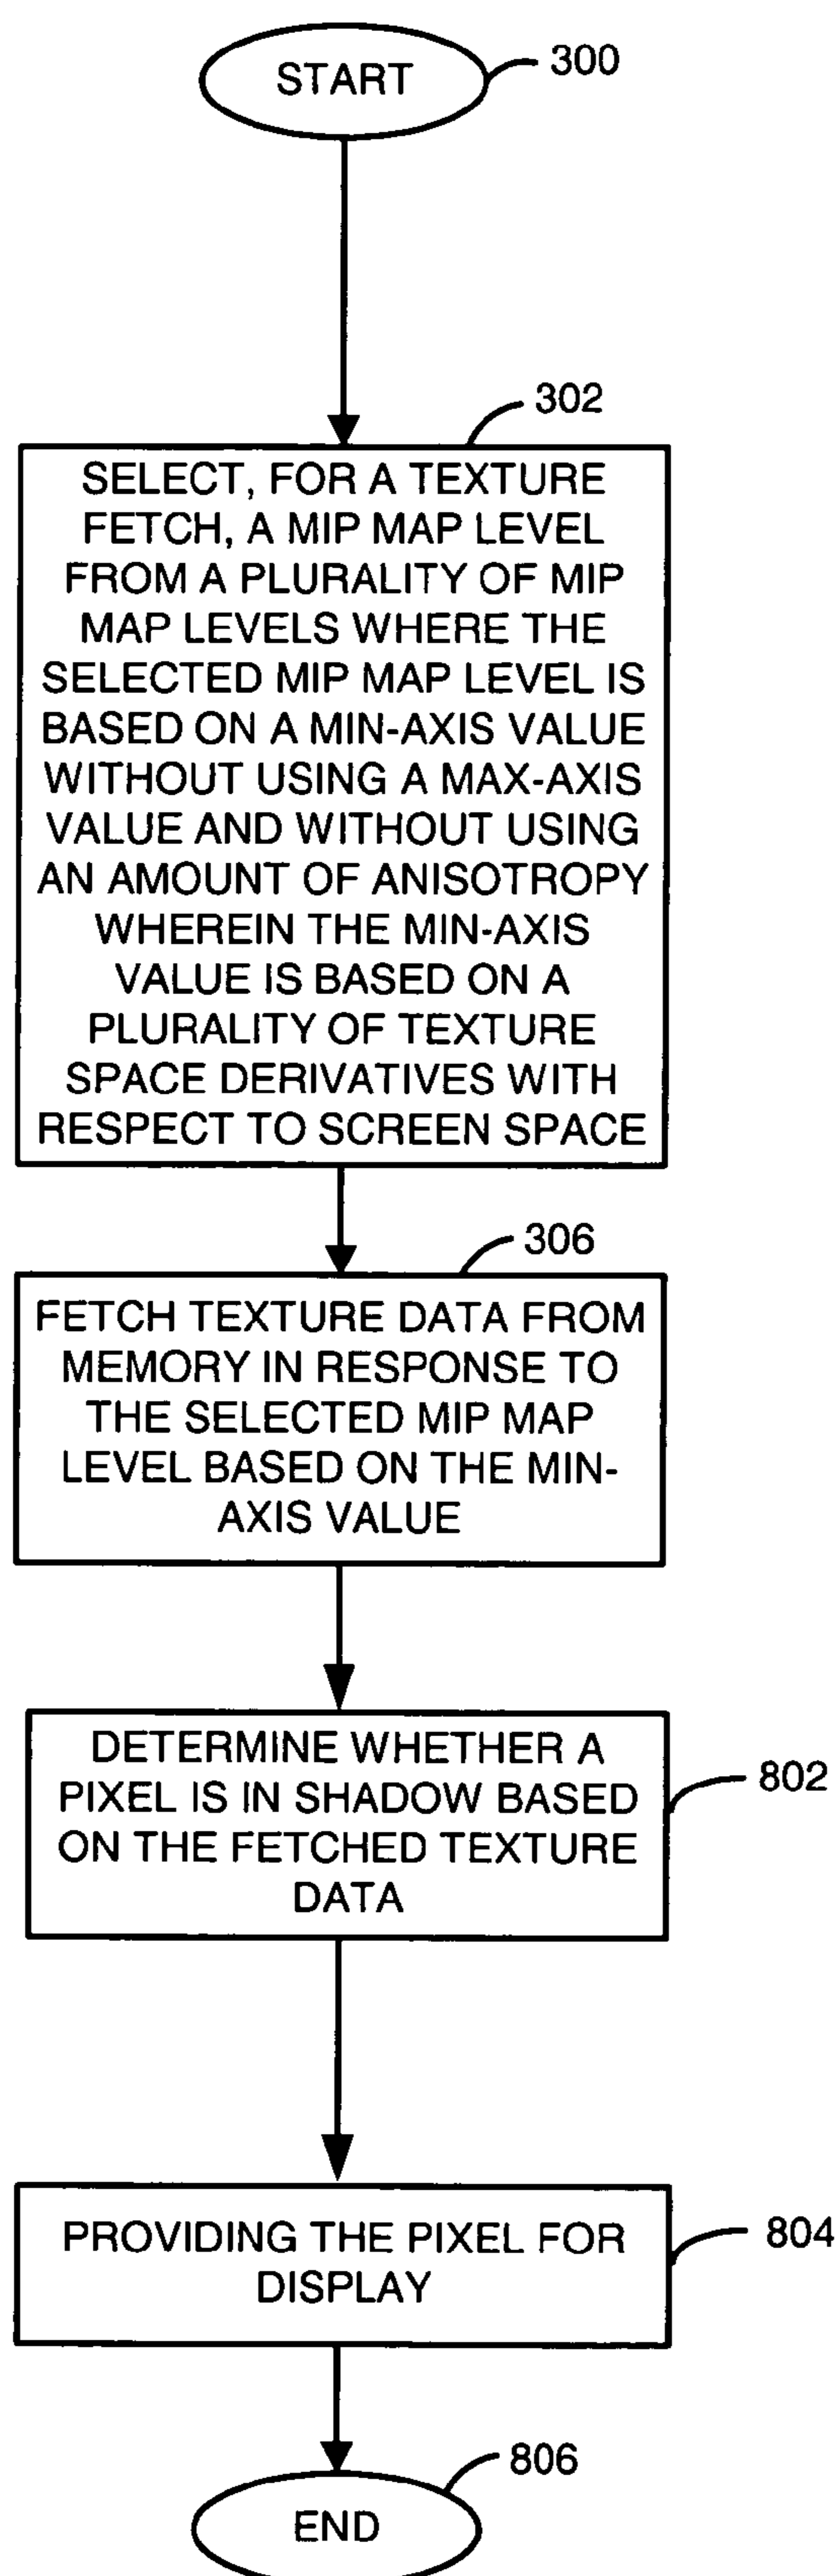 START
300
302
SELECT, FOR A TEXTURE
FETCH, A MIP MAP LEVEL
FROM A PLURALITY OF MIP
MAP LEVELS WHERE THE
SELECTED MIP MAP LEVEL IS
BASED ON A MIN-AXIS VALUE
WITHOUT USING A MAX-AXIS
VALUE AND WITHOUT USING
AN AMOUNT OF ANISOTROPY
WHEREIN THE MIN-AXIS
VALUE IS BASED ON A
PLURALITY OF TEXTURE
SPACE DERIVATIVES WITH
RESPECT TO SCREEN SPACE
306
FETCH TEXTURE DATA FROM
MEMORY IN RESPONSE TO
THE SELECTED MIP MAP
LEVEL BASED ON THE MIN-
AXIS VALUE
DETERMINE WHETHER A
PIXEL IS IN SHADOW BASED
ON THE FETCHED TEXTURE
DATA
802
PROVIDING THE PIXEL FOR
DISPLAY
804
806
END